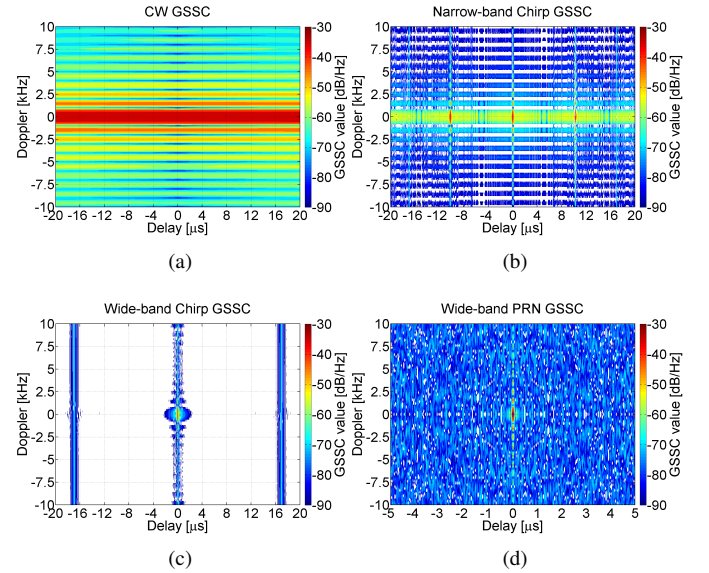 CW GSSC
Doppler [kHz]
10
7.5
5
2.5
0
-2.5
-5
-7.5
-10
-20 -16 -12 -8 -4 0 4 8 12 16 20
Delay [μs]
-30
-40
-50
-60
-70
-80
-90
GSSC value [dB/Hz]
(a)
Narrow-band Chirp GSSC
Doppler [kHz]
10
7.5
5
2.5
0
-2.5
-5
-7.5
-10
-20 -16 -12 -8 -4 0 4 8 12 16 20
Delay [μs]
-30
-40
-50
-60
-70
-80
-90
GSSC value [dB/Hz]
(b)
Wide-band Chirp GSSC
Doppler [kHz]
10
7.5
5
2.5
0
-2.5
-5
-7.5
-10
-20 -16 -12 -8 -4 0 4 8 12 16 20
Delay [μs]
-30
-40
-50
-60
-70
-80
-90
GSSC value [dB/Hz]
(c)
Wide-band PRN GSSC
Doppler [kHz]
10
7.5
5
2.5
0
-2.5
-5
-7.5
-10
-5 -4 -3 -2 -1 0 1 2 3 4 5
Delay [μs]
-30
-40
-50
-60
-70
-80
-90
GSSC value [dB/Hz]
(d)